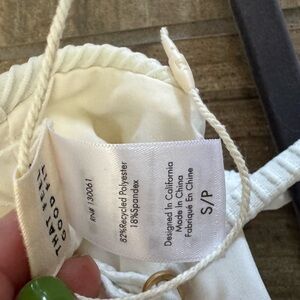 rn# 130061
82%Recycled Polyester
18%Spandex
Designed In California
Made In China
Fabriqué En Chine
S/P